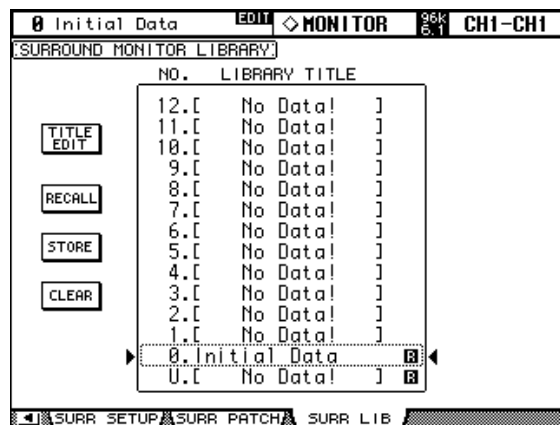 0 Initial Data EDIT ◇MONITOR 96k 6.1 CH1-CH1
SURROUND MONITOR LIBRARY
NO. LIBRARY TITLE
12.[ No Data! ]
11.[ No Data! ]
10.[ No Data! ]
9.[ No Data! ]
8.[ No Data! ]
7.[ No Data! ]
6.[ No Data! ]
5.[ No Data! ]
4.[ No Data! ]
3.[ No Data! ]
2.[ No Data! ]
1.[ No Data! ]
0.Initial Data R
U.[ No Data! ] R
TITLE
EDIT
RECALL
STORE
CLEAR
SURR SETUP SURR PATCH SURR LIB